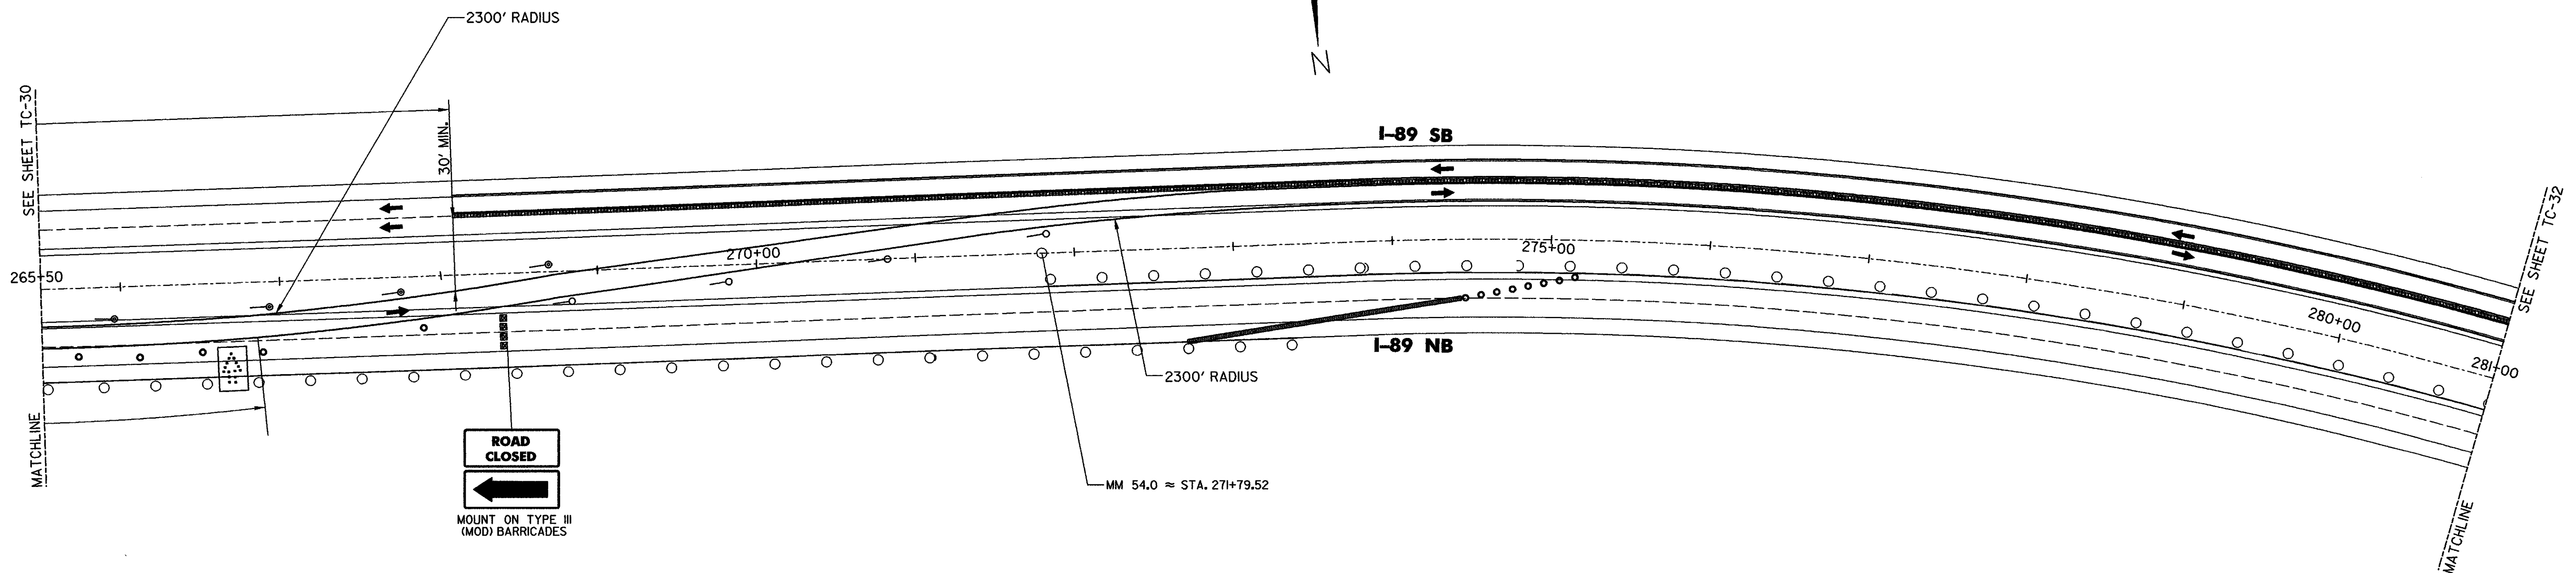 2300' RADIUS
N
SEE SHEET TC-30
30' MIN.
I-89 SB
SEE SHEET TC-32
265+50
270+00
275+00
280+00
281+00
I-89 NB
2300' RADIUS
MATCHLINE
ROAD
CLOSED
MM 54.0 ≈ STA. 271+79.52
MOUNT ON TYPE III
(MOD) BARRICADES
MATCHLINE